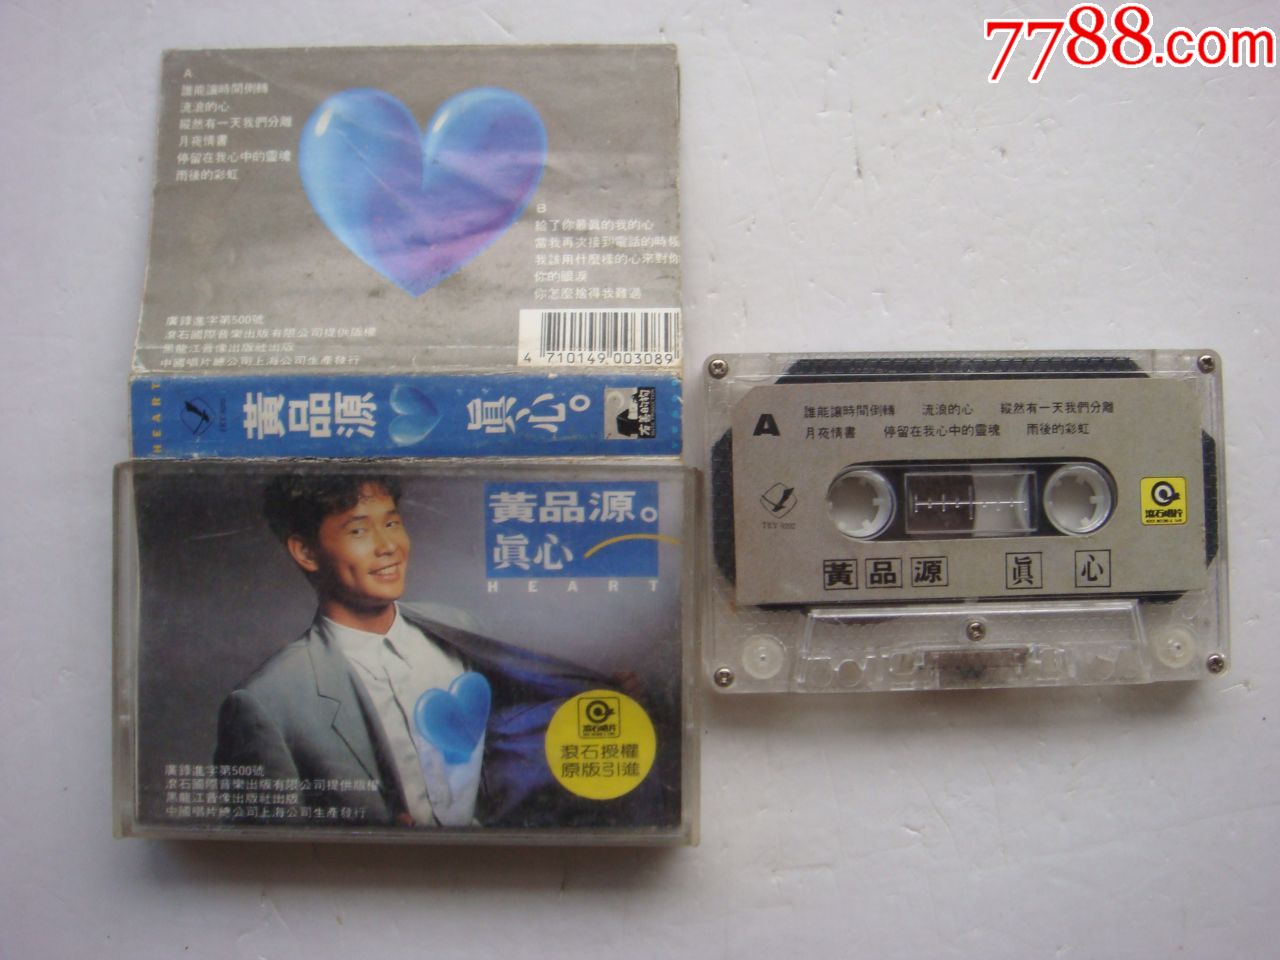 7788.com
A
誰能讓時間倒轉
流浪的心
縱然有一天我們分離
月夜情書
停留在我心中的靈魂
雨後的彩虹
B
給了你最真的我的心
當我再次接到電話的時候
我該用什麼樣的心來對你
你的眼淚
你怎麼捨得我難過
廣錄進字第500號
滾石國際音樂出版有限公司提供版權
黑龍江音像出版社出版
中國唱片總公司上海公司生產發行
4 710149 003089
HEART
黃品源 眞心。
黃品源。
眞心
HEART
滾石唱片
滾石授權
原版引進
廣錄進字第500號
滾石國際音樂出版有限公司提供版權
黑龍江音像出版社出版
中國唱片總公司上海公司生產發行
A
誰能讓時間倒轉 流浪的心 縱然有一天我們分離
月夜情書 停留在我心中的靈魂 雨後的彩虹
滾石唱片
黃品源 眞心